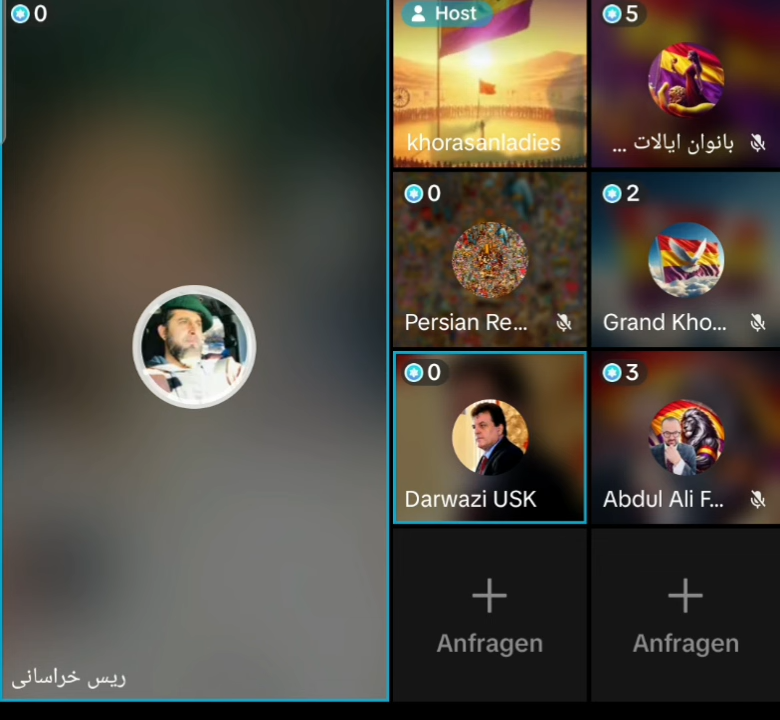 0
ریس خراسانی
Host
khorasanladies
5
بانوان ایالات ...
0
Persian Re...
2
Grand Kho...
0
Darwazi USK
3
Abdul Ali F...
Anfragen
Anfragen